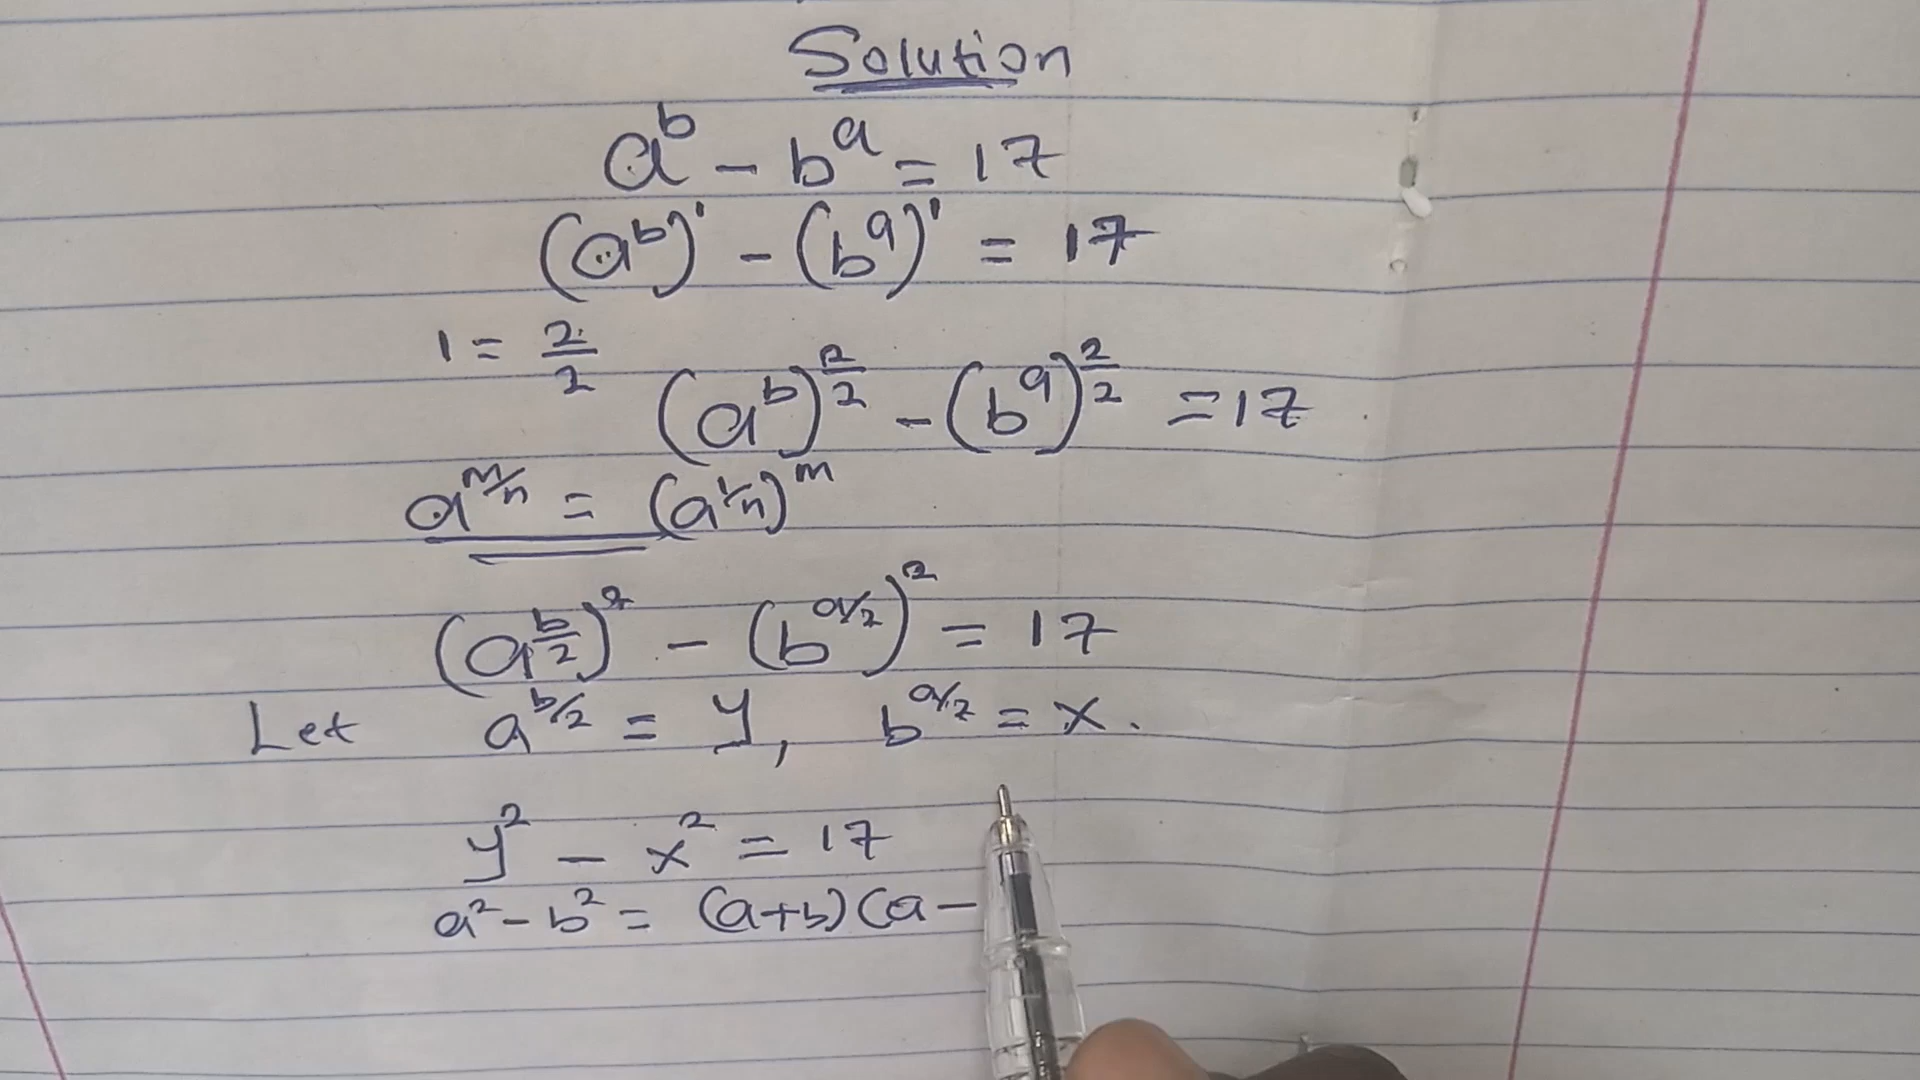 Solution
a^b - b^a = 17
(a^b)^1 - (b^a)^1 = 17
1 = 2/2
(a^b)^(2/2) - (b^a)^(2/2) = 17
a^(m/n) = (a^(1/n))^m
(a^(b/2))^2 - (b^(a/2))^2 = 17
Let a^(b/2) = y, b^(a/2) = x.
y^2 - x^2 = 17
a^2 - b^2 = (a+b)(a -